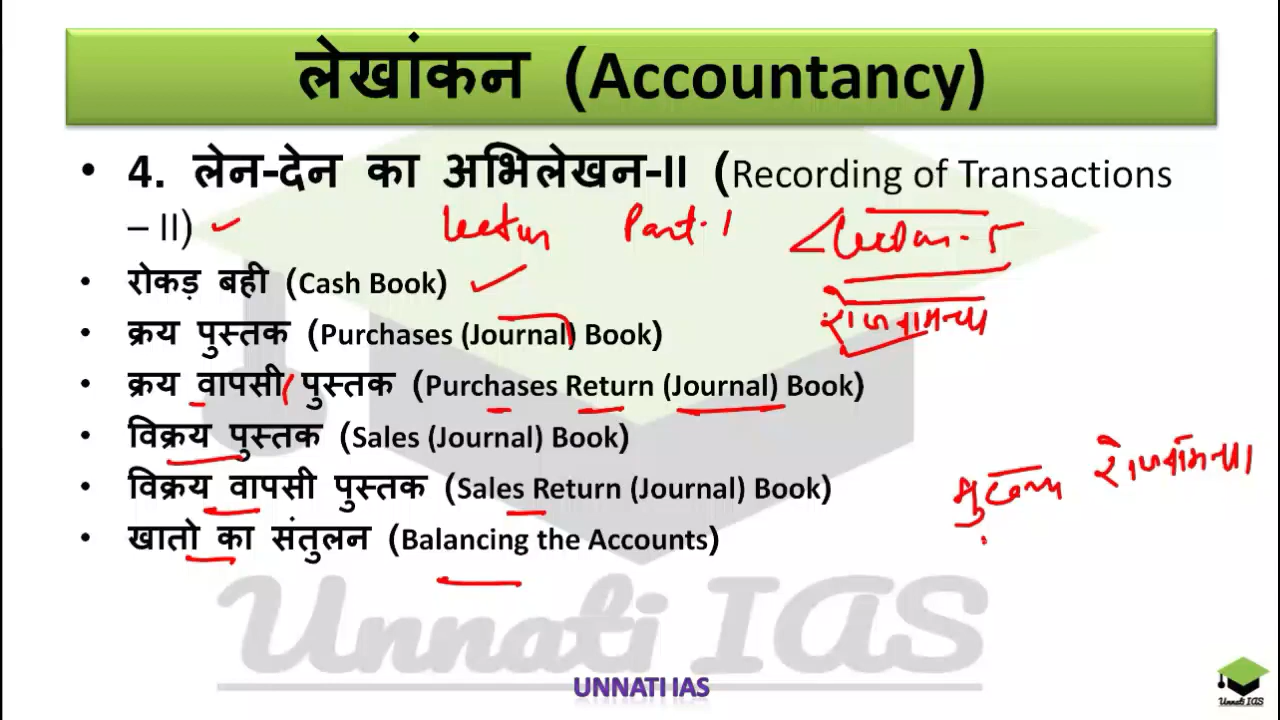 लेखांकन (Accountancy)
• 4. लेन-देन का अभिलेखन-II (Recording of Transactions
– II)
Part-1
Lecture-5
• रोकड़ बही (Cash Book)
• क्रय पुस्तक (Purchases (Journal) Book)
रोजनामचा
• क्रय वापसी पुस्तक (Purchases Return (Journal) Book)
• विक्रय पुस्तक (Sales (Journal) Book)
• विक्रय वापसी पुस्तक (Sales Return (Journal) Book)
मुख्य रोजनामचा
• खातो का संतुलन (Balancing the Accounts)
Unnati IAS
UNNATI IAS
Unnati IAS